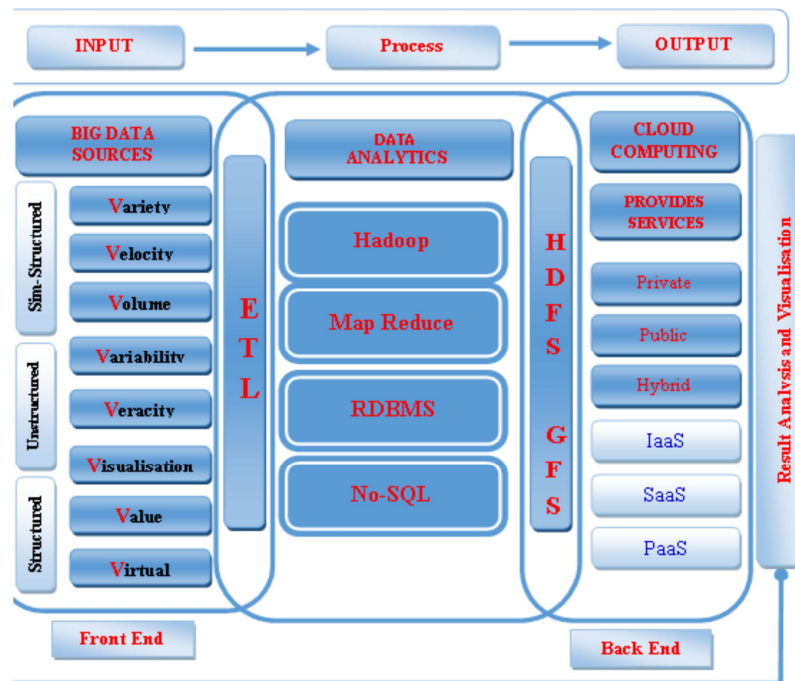 INPUT
Process
OUTPUT
BIG DATA
SOURCES
Sim-Structured
Unstructured
Structured
Variety
Velocity
Volume
Variability
Veracity
Visualisation
Value
Virtual
E
T
L
DATA
ANALYTICS
Hadoop
Map Reduce
RDBMS
No-SQL
H
D
F
S
G
F
S
CLOUD
COMPUTING
PROVIDES
SERVICES
Private
Public
Hybrid
IaaS
SaaS
PaaS
Result Analysis and Visualisation
Front End
Back End